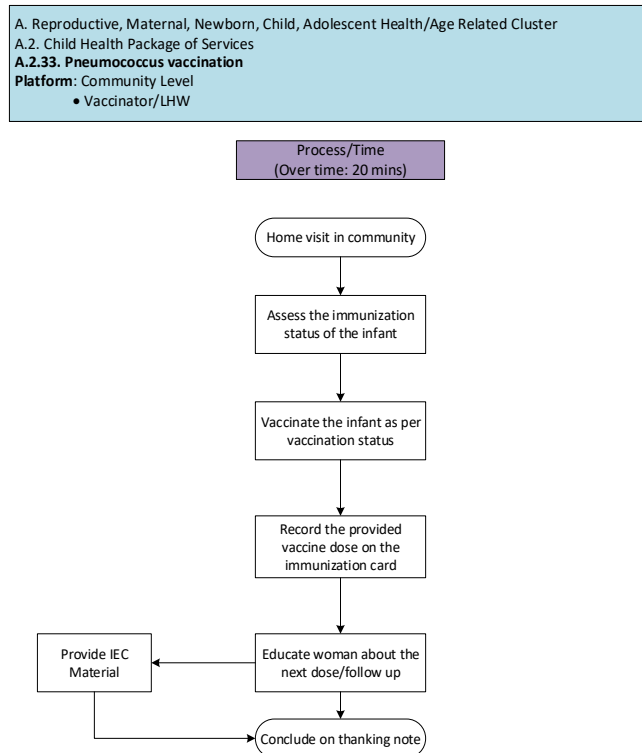 A. Reproductive, Maternal, Newborn, Child, Adolescent Health/Age Related Cluster
A.2. Child Health Package of Services
A.2.33. Pneumococcus vaccination
Platform: Community Level
• Vaccinator/LHW
Process/Time
(Over time: 20 mins)
Home visit in community
Assess the immunization
status of the infant
Vaccinate the infant as per
vaccination status
Record the provided
vaccine dose on the
immunization card
Provide IEC
Material
Educate woman about the
next dose/follow up
Conclude on thanking note